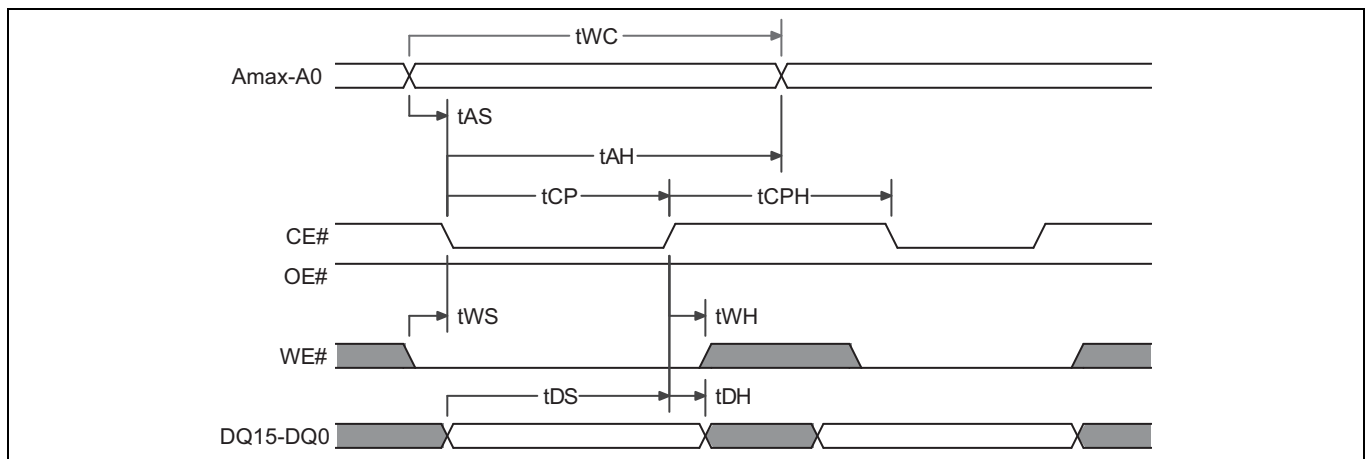 tWC
Amax-A0
tAS
tAH
tCP tCPH
CE#
OE#
tWS tWH
WE#
tDS tDH
DQ15-DQ0